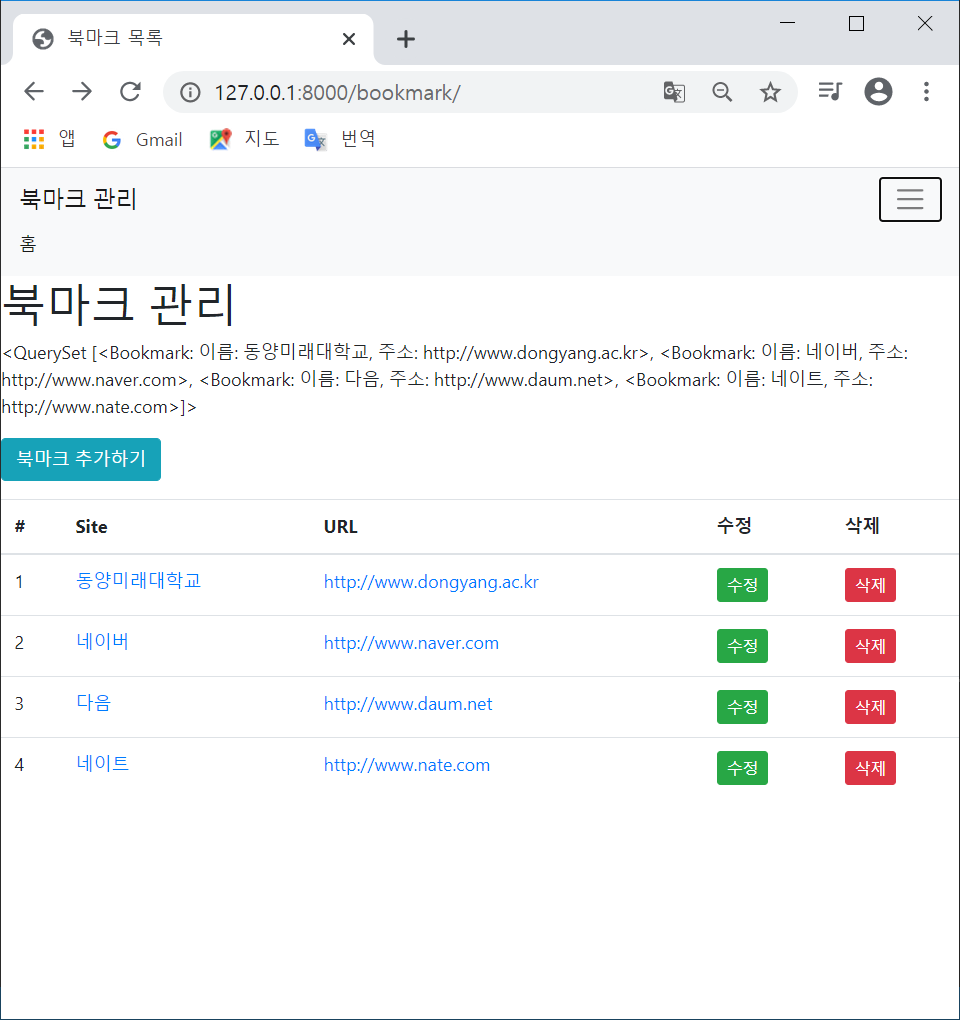 북마크 목록
127.0.0.1:8000/bookmark/
앱 Gmail 지도 번역
북마크 관리
홈
북마크 관리
<QuerySet [<Bookmark: 이름: 동양미래대학교, 주소: http://www.dongyang.ac.kr>, <Bookmark: 이름: 네이버, 주소:
http://www.naver.com>, <Bookmark: 이름: 다음, 주소: http://www.daum.net>, <Bookmark: 이름: 네이트, 주소:
http://www.nate.com>]>
북마크 추가하기
# Site URL 수정 삭제
1 동양미래대학교 http://www.dongyang.ac.kr 수정 삭제
2 네이버 http://www.naver.com 수정 삭제
3 다음 http://www.daum.net 수정 삭제
4 네이트 http://www.nate.com 수정 삭제